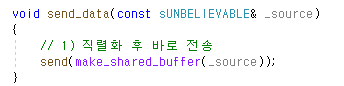 void send_data(const sUNBELIEVABLE& _source)
{
// 1) 직렬화 후 바로 전송
send(make_shared_buffer(_source));
}